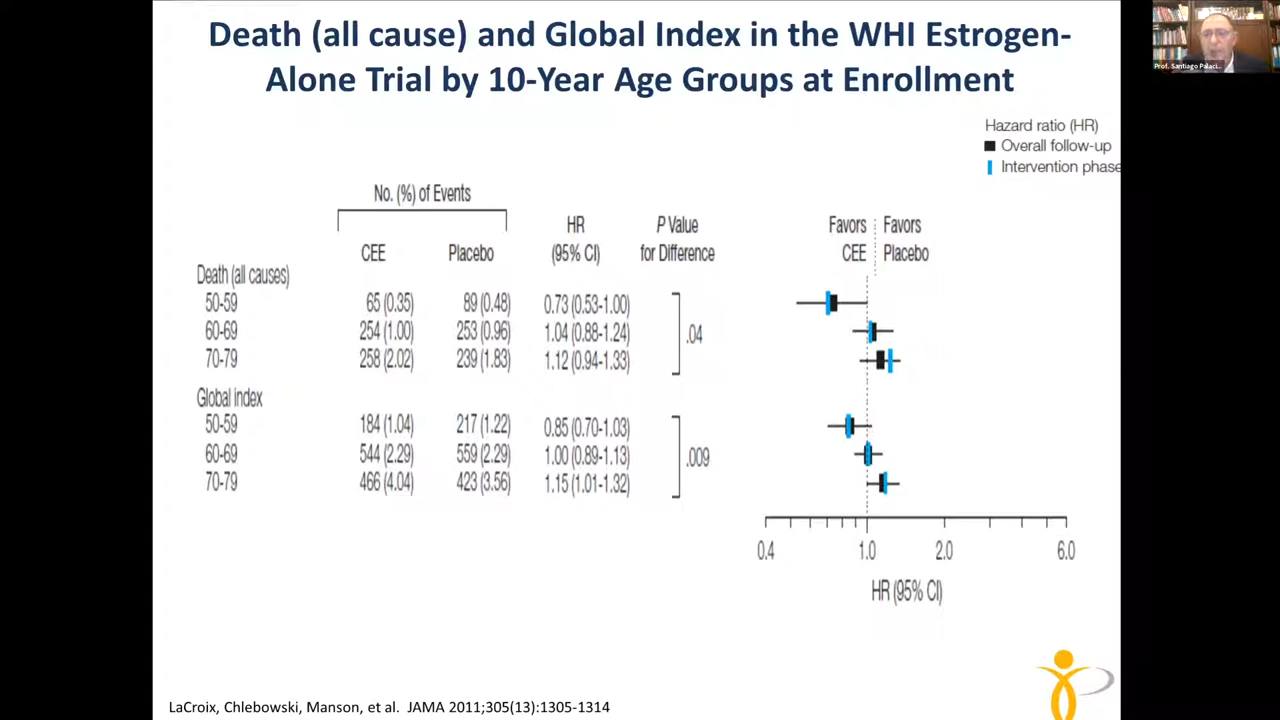 Death (all cause) and Global Index in the WHI Estrogen-
Alone Trial by 10-Year Age Groups at Enrollment
Prof. Santiago Palaci...
Hazard ratio (HR)
Overall follow-up
Intervention phase
No. (%) of Events
HR P Value Favors Favors
CEE Placebo (95% CI) for Difference CEE Placebo
Death (all causes)
50-59 65 (0.35) 89 (0.48) 0.73 (0.53-1.00)
60-69 254 (1.00) 253 (0.96) 1.04 (0.88-1.24) .04
70-79 258 (2.02) 239 (1.83) 1.12 (0.94-1.33)
Global index
50-59 184 (1.04) 217 (1.22) 0.85 (0.70-1.03)
60-69 544 (2.29) 559 (2.29) 1.00 (0.89-1.13) .009
70-79 466 (4.04) 423 (3.56) 1.15 (1.01-1.32)
0.4 1.0 2.0 6.0
HR (95% CI)
LaCroix, Chlebowski, Manson, et al. JAMA 2011;305(13):1305-1314